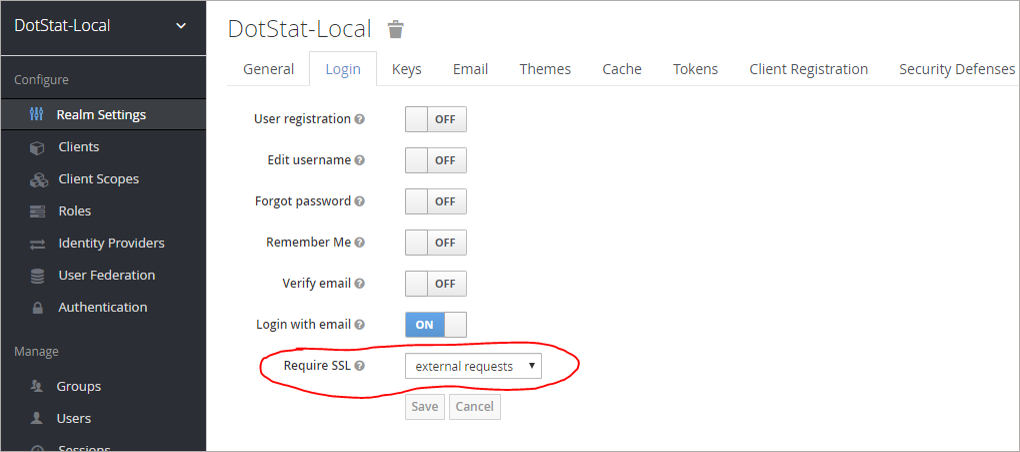 DotStat-Local
Configure
Realm Settings
Clients
Client Scopes
Roles
Identity Providers
User Federation
Authentication
Manage
Groups
Users
Sessions
DotStat-Local
General Login Keys Email Themes Cache Tokens Client Registration Security Defenses
User registration OFF
Edit username OFF
Forgot password OFF
Remember Me OFF
Verify email OFF
Login with email ON
Require SSL external requests
Save Cancel